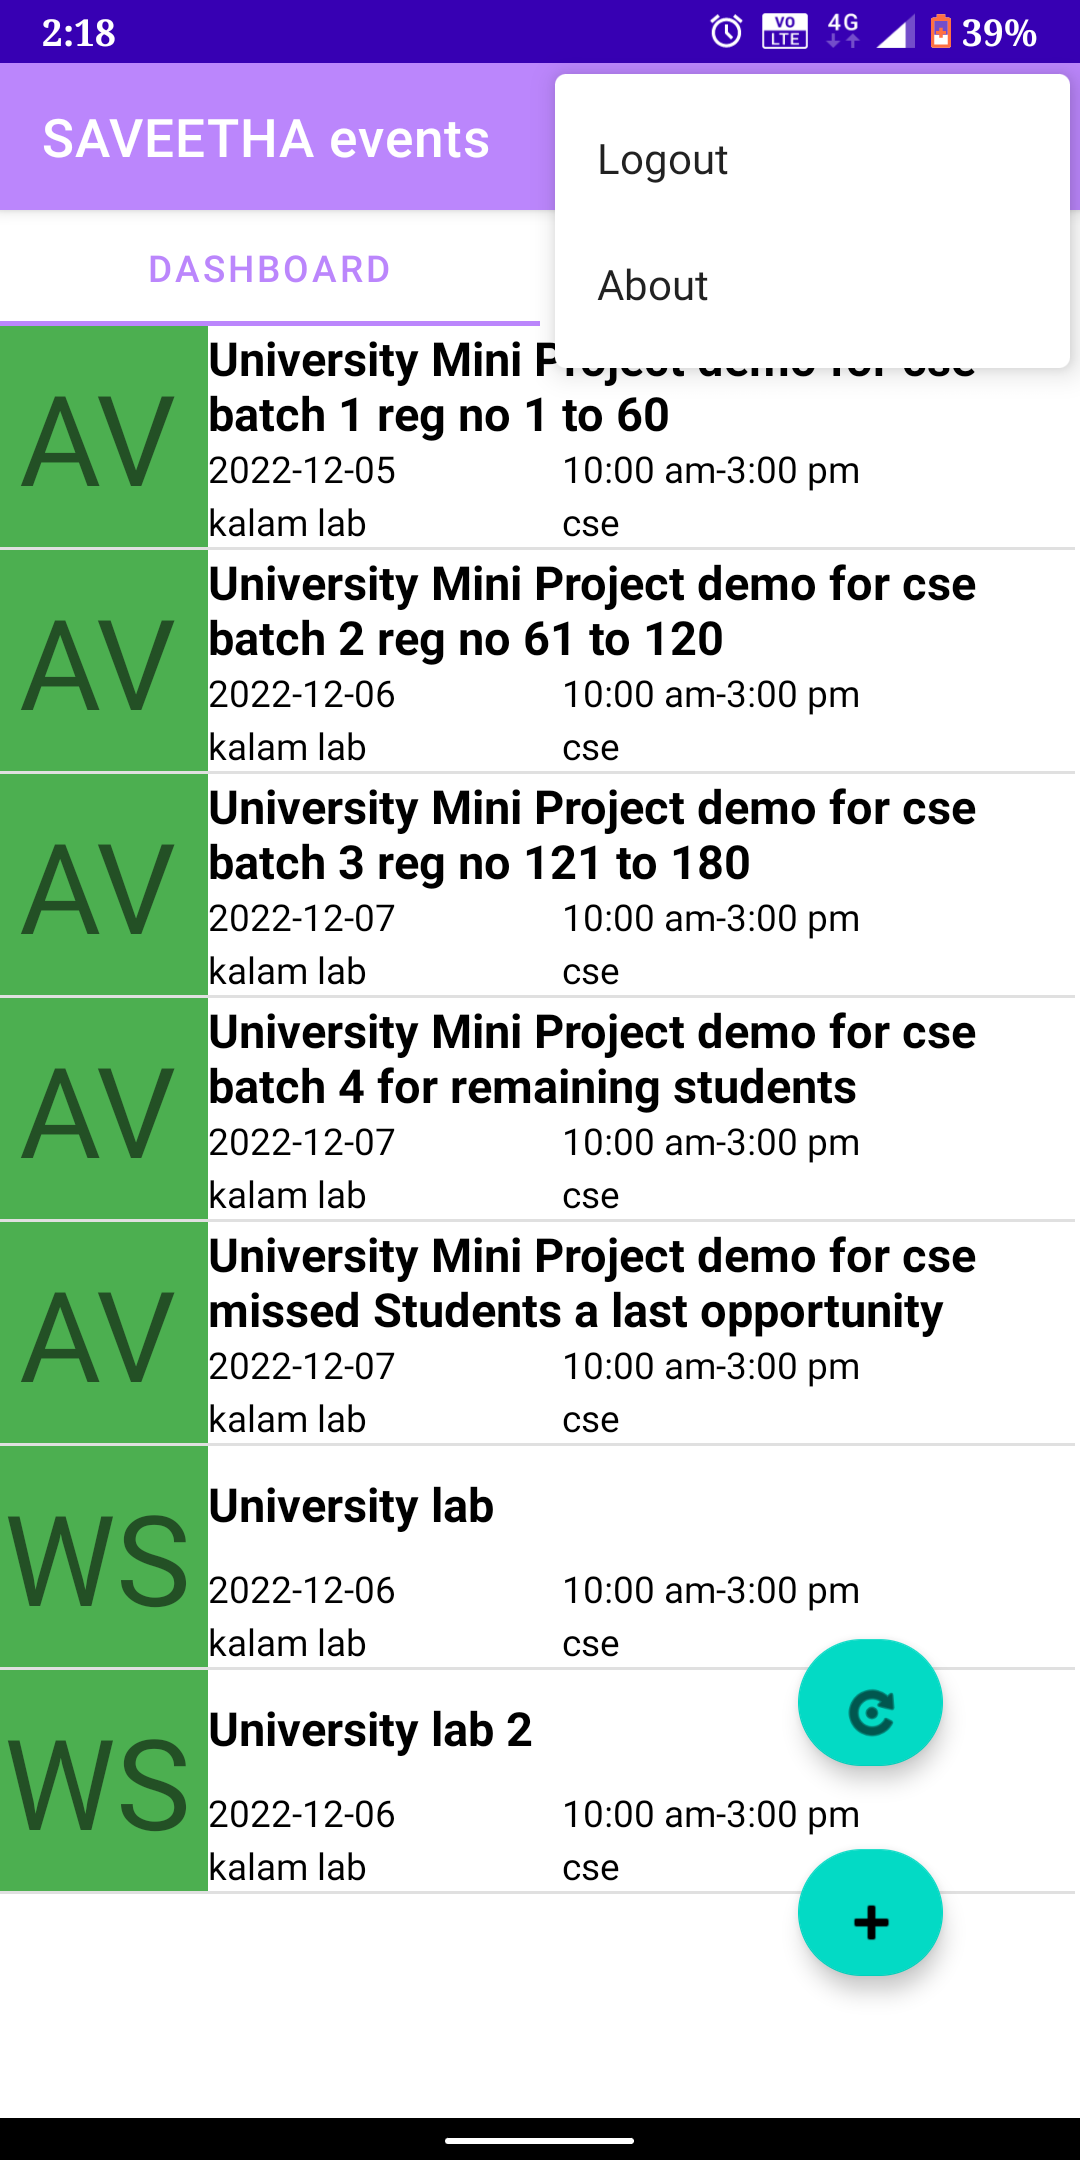 2:18
VO LTE
4G
39%
SAVEETHA events
Logout
About
DASHBOARD
AV
University Mini Project demo for cse
batch 1 reg no 1 to 60
2022-12-05 10:00 am-3:00 pm
kalam lab cse
AV
University Mini Project demo for cse
batch 2 reg no 61 to 120
2022-12-06 10:00 am-3:00 pm
kalam lab cse
AV
University Mini Project demo for cse
batch 3 reg no 121 to 180
2022-12-07 10:00 am-3:00 pm
kalam lab cse
AV
University Mini Project demo for cse
batch 4 for remaining students
2022-12-07 10:00 am-3:00 pm
kalam lab cse
AV
University Mini Project demo for cse
missed Students a last opportunity
2022-12-07 10:00 am-3:00 pm
kalam lab cse
WS
University lab
2022-12-06 10:00 am-3:00 pm
kalam lab cse
WS
University lab 2
2022-12-06 10:00 am-3:00 pm
kalam lab cse